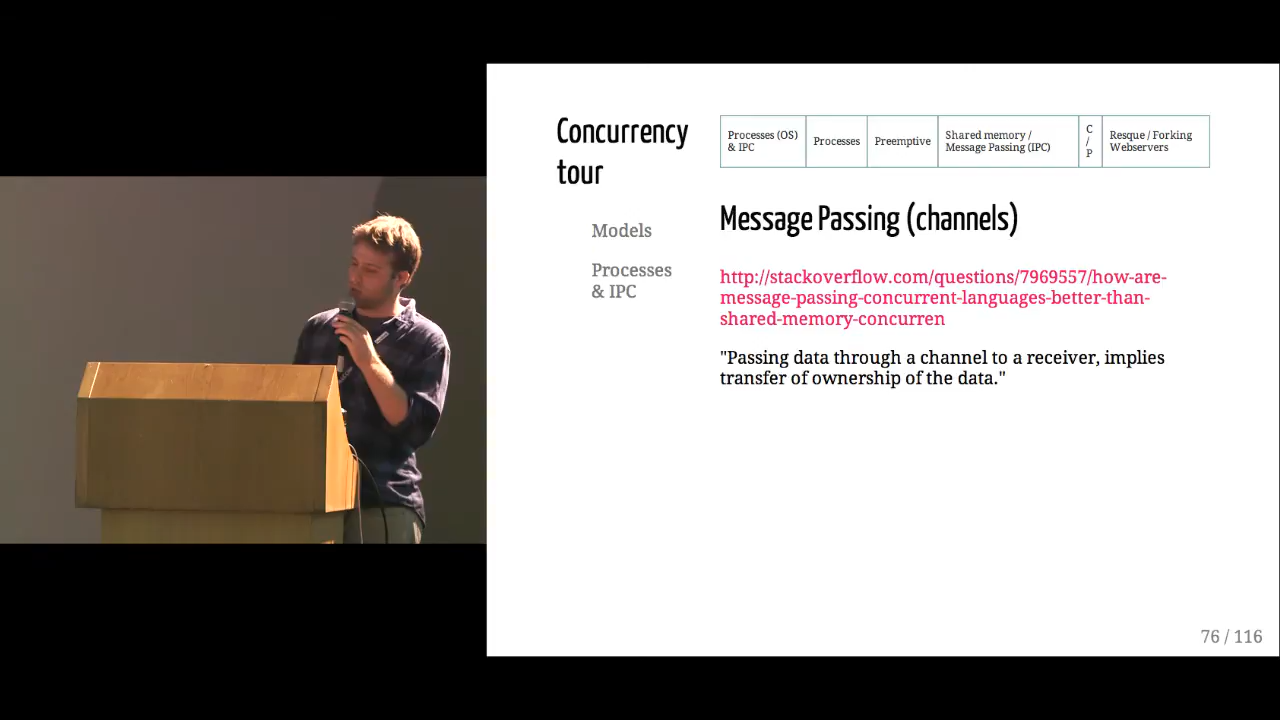 Concurrency
tour
Models
Processes
& IPC
Processes (OS)
& IPC
Processes
Preemptive
Shared memory /
Message Passing (IPC)
C
/
P
Resque / Forking
Webservers
Message Passing (channels)
http://stackoverflow.com/questions/7969557/how-are-
message-passing-concurrent-languages-better-than-
shared-memory-concurren
"Passing data through a channel to a receiver, implies
transfer of ownership of the data."
76 / 116